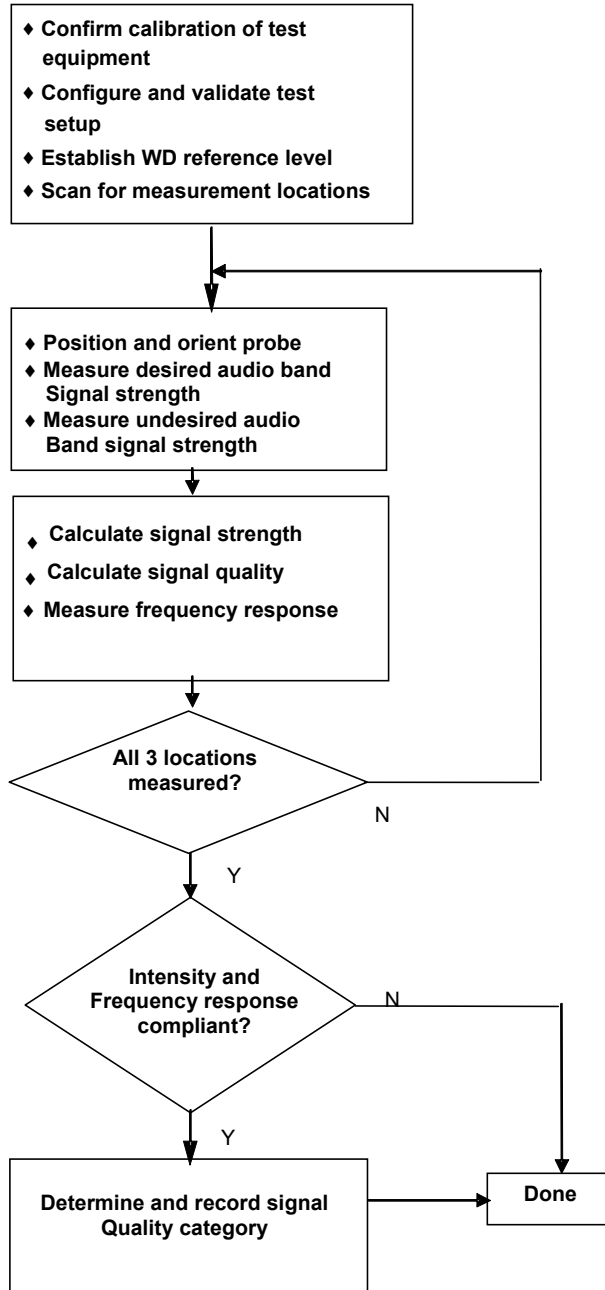 ♦ Confirm calibration of test
equipment
♦ Configure and validate test
setup
♦ Establish WD reference level
♦ Scan for measurement locations
♦ Position and orient probe
♦ Measure desired audio band
Signal strength
♦ Measure undesired audio
Band signal strength
♦ Calculate signal strength
♦ Calculate signal quality
♦ Measure frequency response
All 3 locations
measured?
N
Y
Intensity and
Frequency response
compliant?
N
Y
Determine and record signal
Quality category
Done